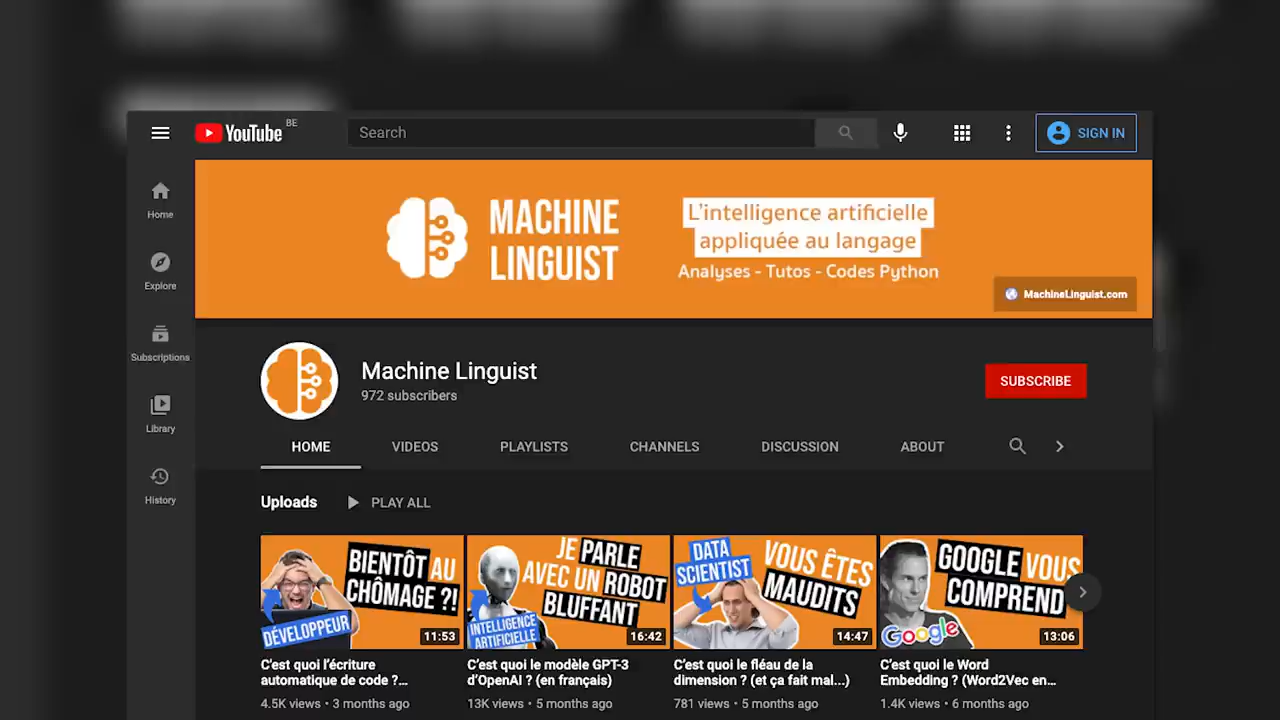 YouTube BE
Search
SIGN IN
Home
Explore
Subscriptions
Library
History
MACHINE
LINGUIST
L'intelligence artificielle
appliquée au langage
Analyses - Tutos - Codes Python
MachineLinguist.com
Machine Linguist
972 subscribers
SUBSCRIBE
HOME VIDEOS PLAYLISTS CHANNELS DISCUSSION ABOUT
Uploads PLAY ALL
BIENTÔT AU
CHÔMAGE ?!
DÉVELOPPEUR
11:53
C'est quoi l'écriture
automatique de code ?...
4.5K views • 3 months ago
JE PARLE
AVEC UN ROBOT
BLUFFANT
INTELLIGENCE
ARTIFICIELLE
16:42
C'est quoi le modèle GPT-3
d'OpenAI ? (en français)
13K views • 5 months ago
DATA
SCIENTIST
VOUS ÊTES
MAUDITS
14:47
C'est quoi le fléau de la
dimension ? (et ça fait mal...)
781 views • 5 months ago
GOOGLE VOUS
COMPREND
Google
13:06
C'est quoi le Word
Embedding ? (Word2Vec en...
1.4K views • 6 months ago